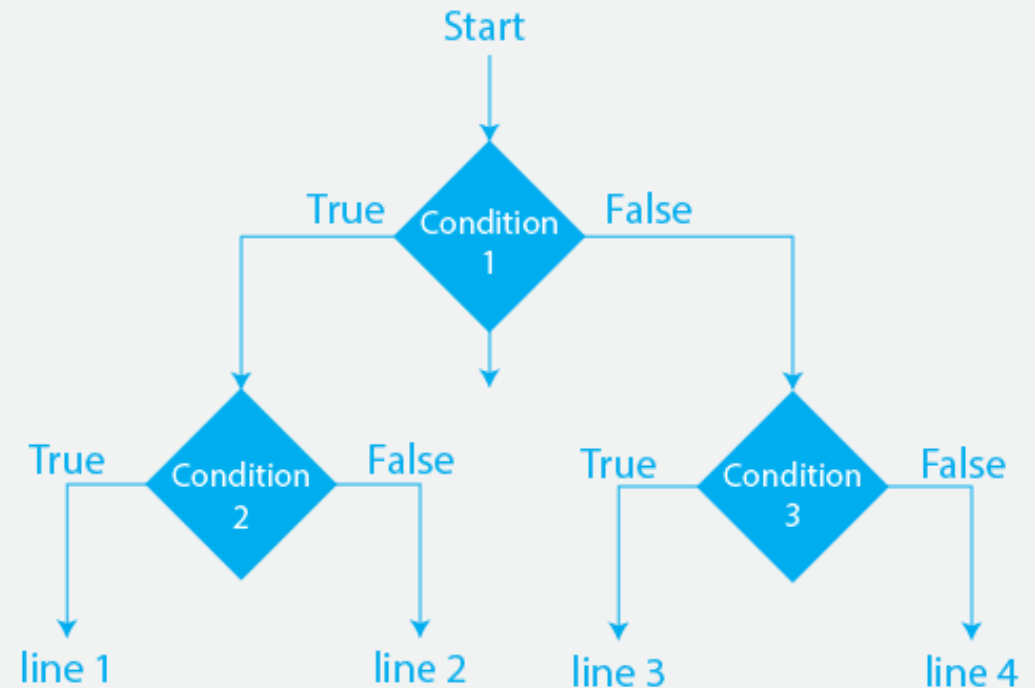 Start
True
False
Condition
1
True
False
True
False
Condition
2
Condition
3
line 1
line 2
line 3
line 4